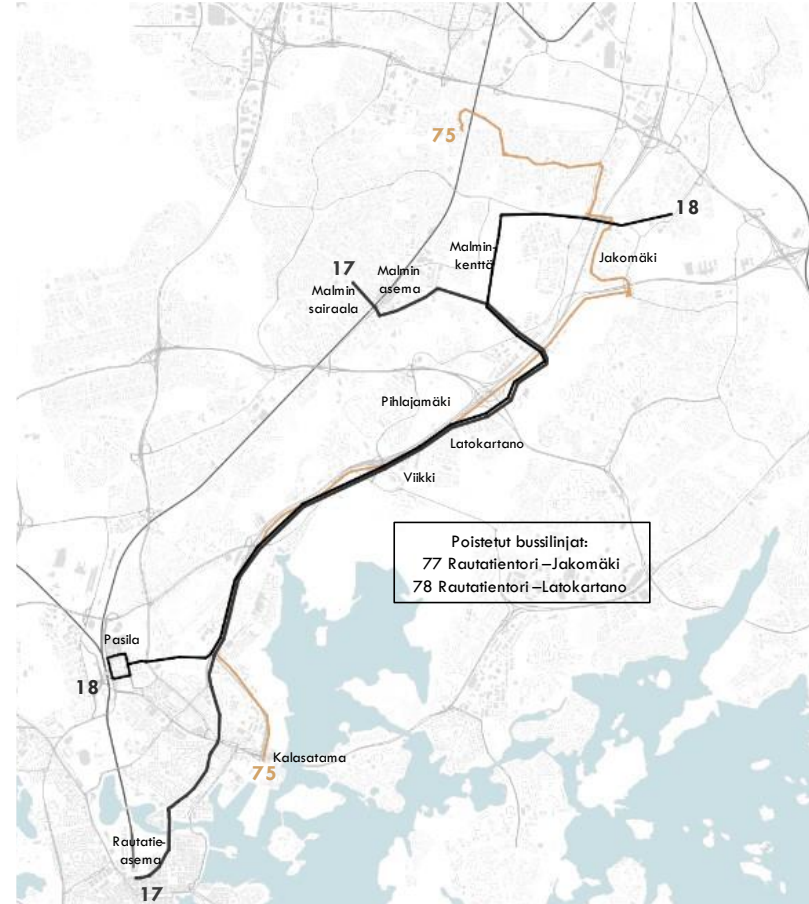 75
18
Malmin-
kenttä
Jakomäki
17
Malmin
asema
Malmin
sairaala
Pihlajamäki
Latokartano
Viikki
Poistetut bussilinjat:
77 Rautatientori –Jakomäki
78 Rautatientori –Latokartano
Pasila
18
Kalasatama
75
Rautatie-
asema
17